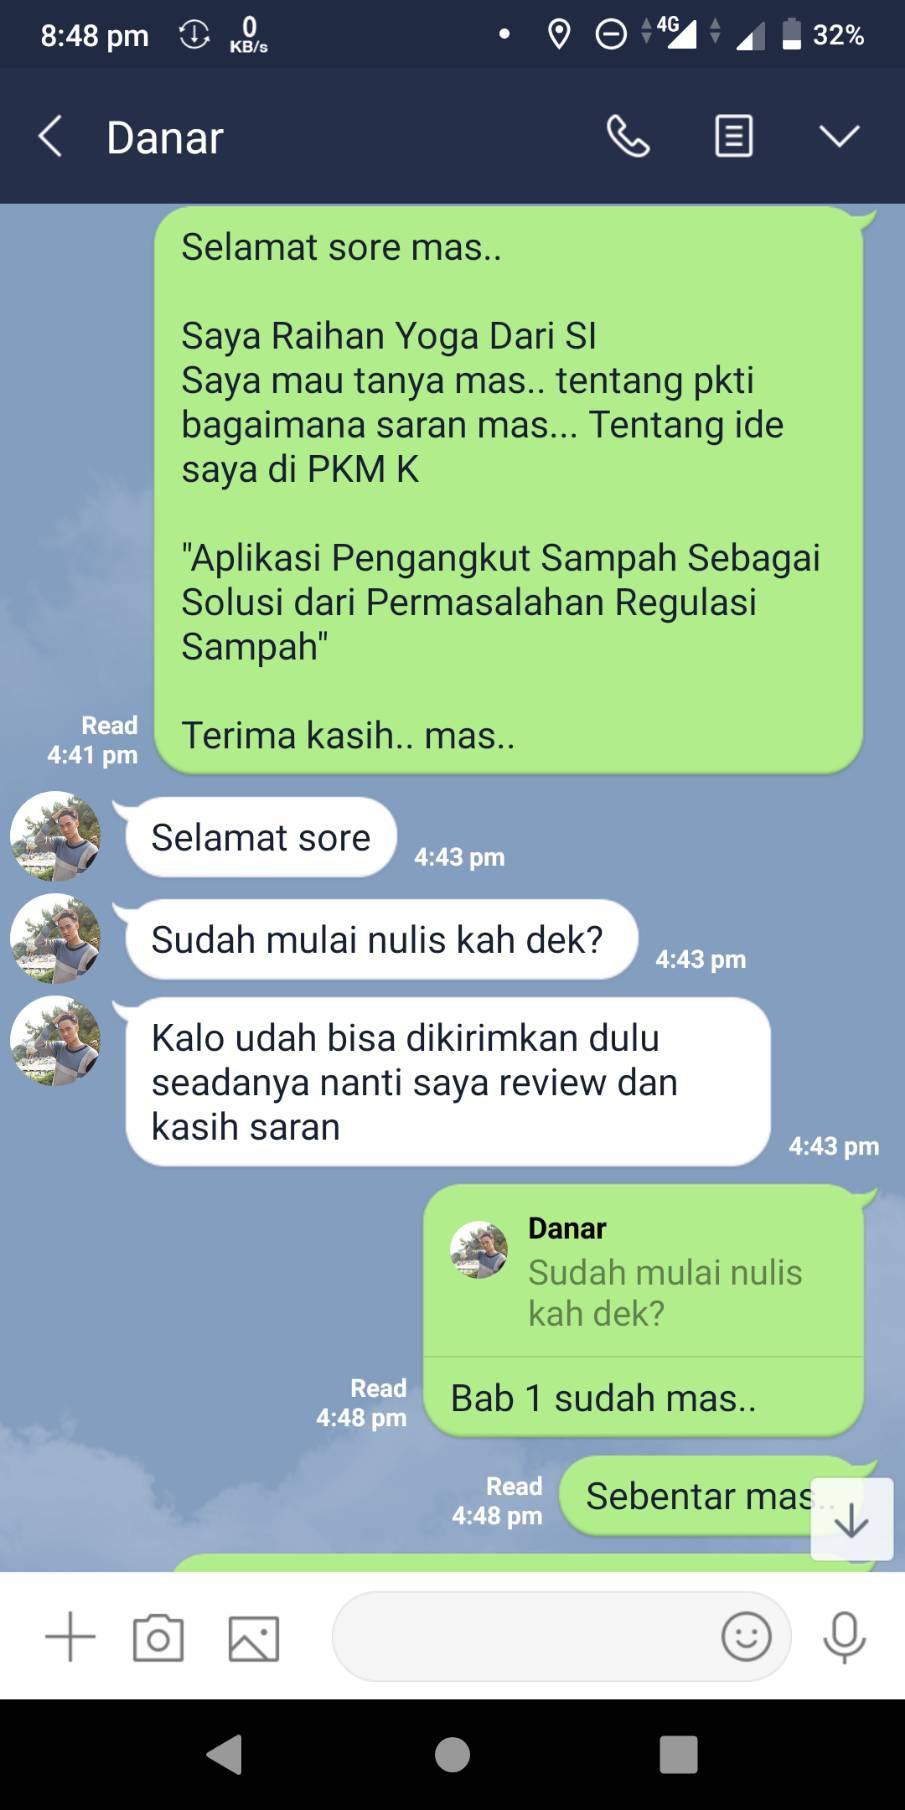 8:48 pm 0 KB/s 4G 32%
Danar
Selamat sore mas..
Saya Raihan Yoga Dari SI
Saya mau tanya mas.. tentang pkti
bagaimana saran mas... Tentang ide
saya di PKM K
"Aplikasi Pengangkut Sampah Sebagai
Solusi dari Permasalahan Regulasi
Sampah"
Terima kasih.. mas..
Read
4:41 pm
Selamat sore
4:43 pm
Sudah mulai nulis kah dek?
4:43 pm
Kalo udah bisa dikirimkan dulu
seadanya nanti saya review dan
kasih saran
4:43 pm
Danar
Sudah mulai nulis
kah dek?
Bab 1 sudah mas..
Read
4:48 pm
Sebentar mas..
Read
4:48 pm